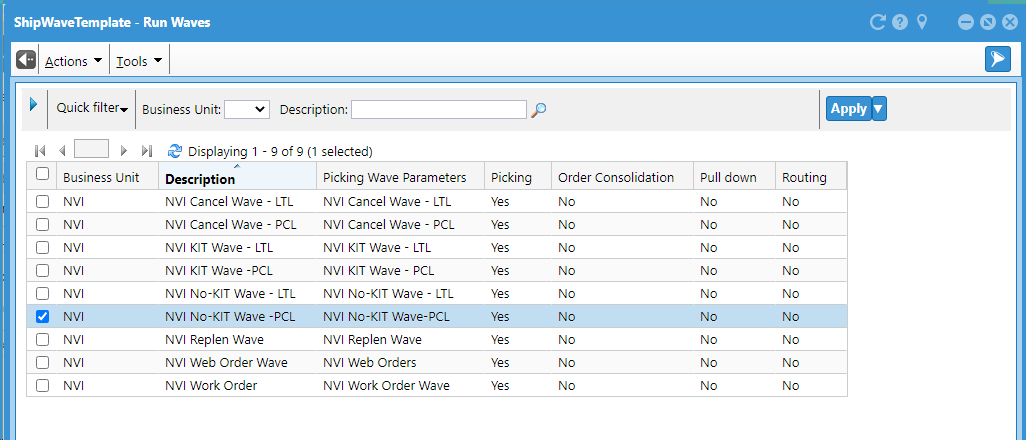 ShipWaveTemplate - Run Waves
Actions Tools
Quick filter Business Unit: Description: Apply
Displaying 1 - 9 of 9 (1 selected)
Business Unit Description Picking Wave Parameters Picking Order Consolidation Pull down Routing
NVI NVI Cancel Wave - LTL NVI Cancel Wave - LTL Yes No No No
NVI NVI Cancel Wave - PCL NVI Cancel Wave - PCL Yes No No No
NVI NVI KIT Wave - LTL NVI KIT Wave - LTL Yes No No No
NVI NVI KIT Wave -PCL NVI KIT Wave - PCL Yes No No No
NVI NVI No-KIT Wave - LTL NVI No-KIT Wave - LTL Yes No No No
NVI NVI No-KIT Wave -PCL NVI No-KIT Wave-PCL Yes No No No
NVI NVI Replen Wave NVI Replen Wave Yes No No No
NVI NVI Web Order Wave NVI Web Orders Yes No No No
NVI NVI Work Order NVI Work Order Wave Yes No No No